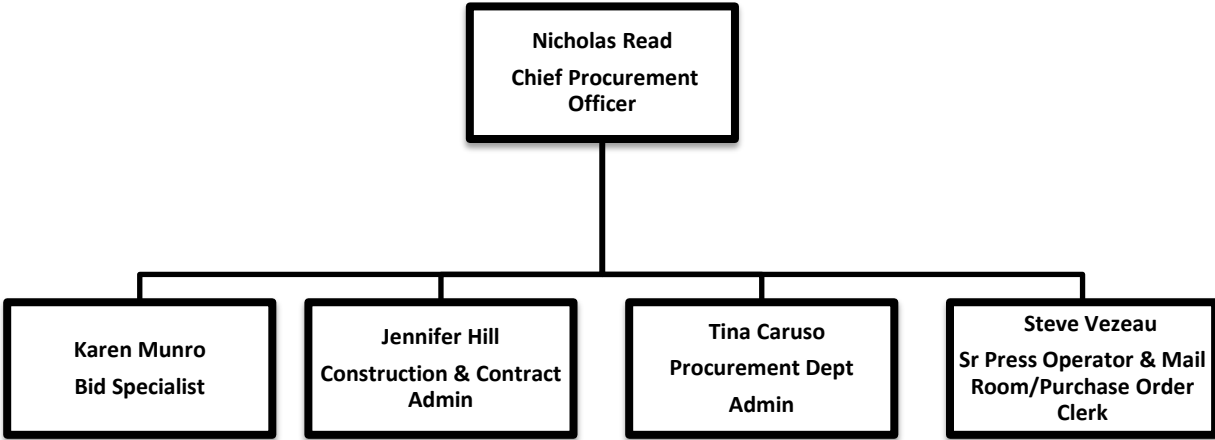 Nicholas Read
Chief Procurement
Officer
Karen Munro
Bid Specialist
Jennifer Hill
Construction & Contract
Admin
Tina Caruso
Procurement Dept
Admin
Steve Vezeau
Sr Press Operator & Mail
Room/Purchase Order
Clerk